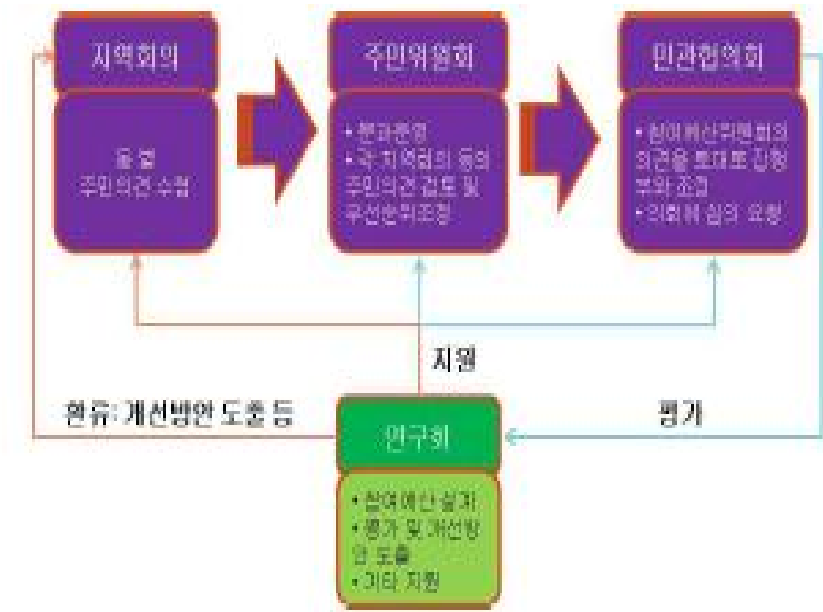 지역회의
동 별
주민의견 수렴
주민위원회
• 분과운영
• 각 지역회의 등의
주민의견 검토 및
우선순위조정
민관협의회
• 참여예산위원회의
의견을 토대로 집행
부와 조정
• 의회에 심의 요청
지원
환류: 개선방안 도출 등
평가
연구회
• 참여예산 설계
• 평가 및 개선방
안 도출
• 기타 지원